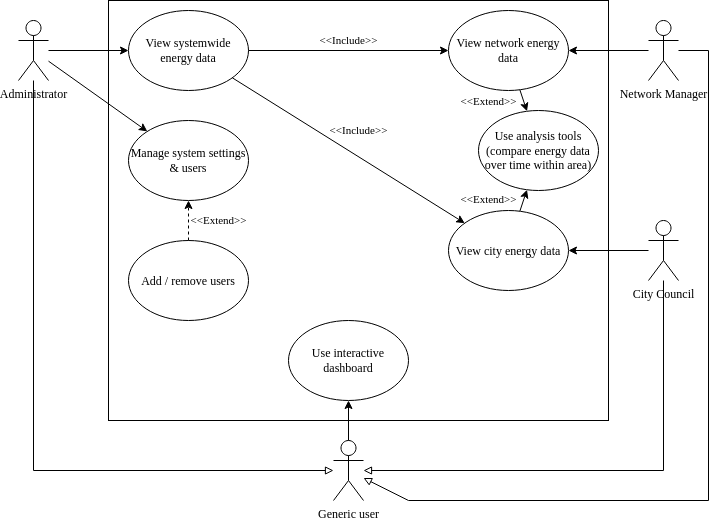 View systemwide
energy data
<<Include>>
View network energy
data
Administrator
Network Manager
<<Extend>>
<<Include>>
Use analysis tools
(compare energy data
over time within area)
Manage system settings
& users
<<Extend>>
<<Extend>>
View city energy data
Add / remove users
City Council
Use interactive
dashboard
Generic user